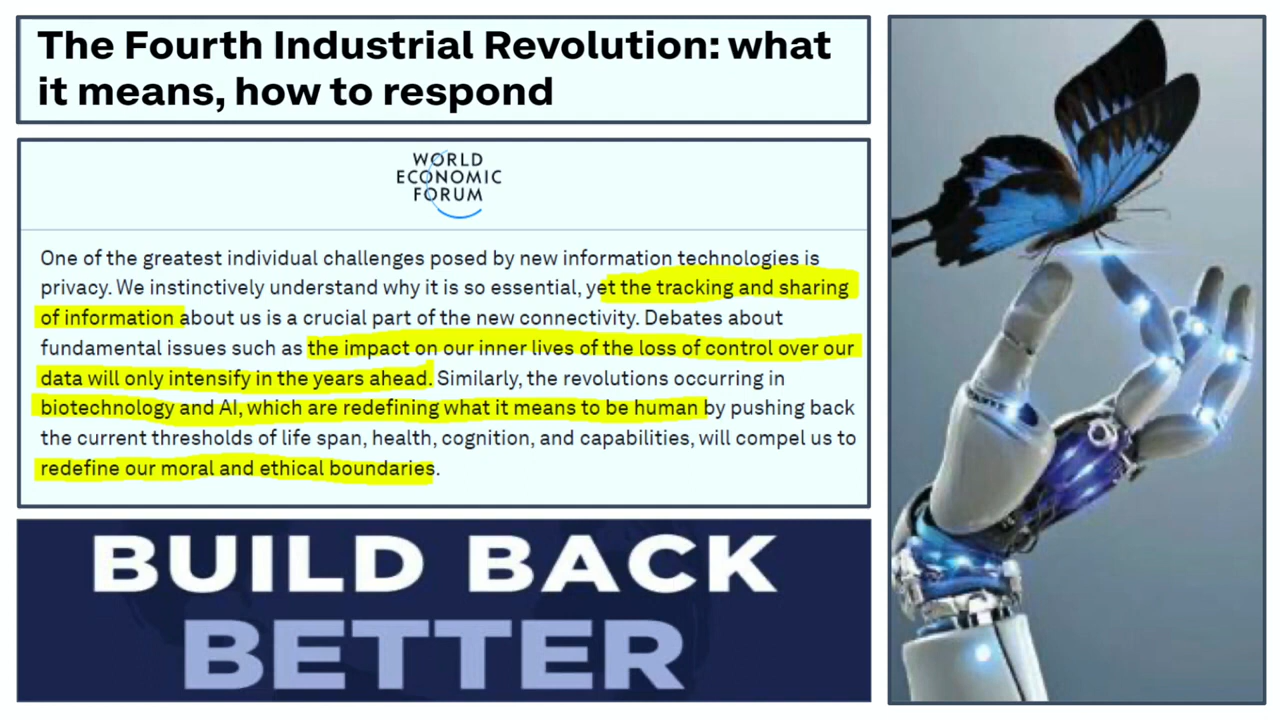 The Fourth Industrial Revolution: what
it means, how to respond
WORLD
ECONOMIC
FORUM
One of the greatest individual challenges posed by new information technologies is
privacy. We instinctively understand why it is so essential, yet the tracking and sharing
of information about us is a crucial part of the new connectivity. Debates about
fundamental issues such as the impact on our inner lives of the loss of control over our
data will only intensify in the years ahead. Similarly, the revolutions occurring in
biotechnology and AI, which are redefining what it means to be human by pushing back
the current thresholds of life span, health, cognition, and capabilities, will compel us to
redefine our moral and ethical boundaries.
BUILD BACK
BETTER